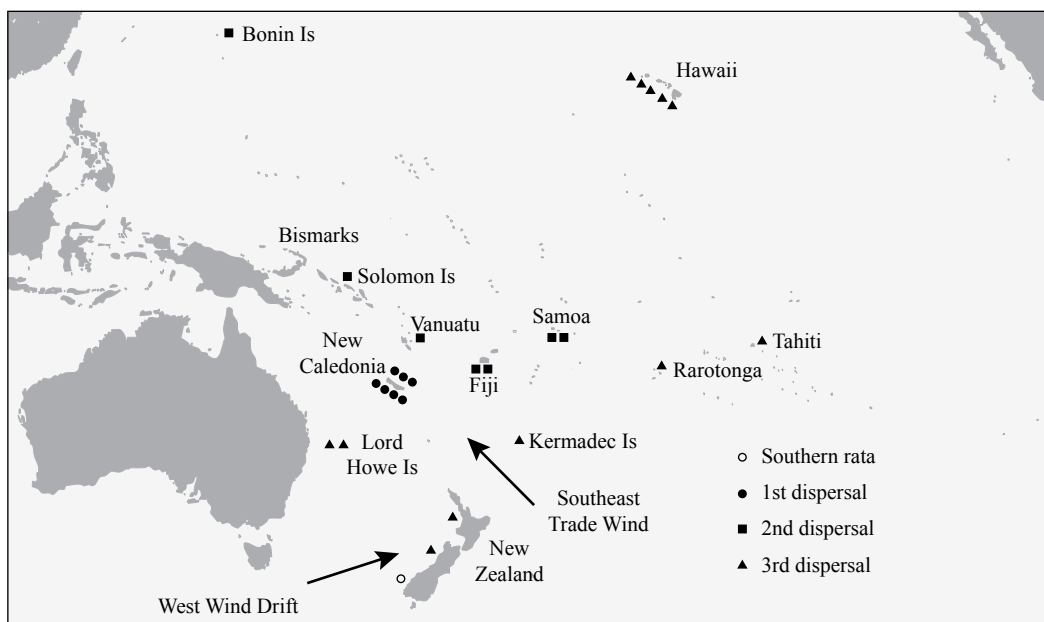 Bonin Is
Hawaii
Bismarks
Solomon Is
Vanuatu
Samoa
New
Caledonia
Fiji
Tahiti
Rarotonga
Lord
Howe Is
Kermadec Is
Southeast
Trade Wind
New
Zealand
West Wind Drift
Southern rata
1st dispersal
2nd dispersal
3rd dispersal